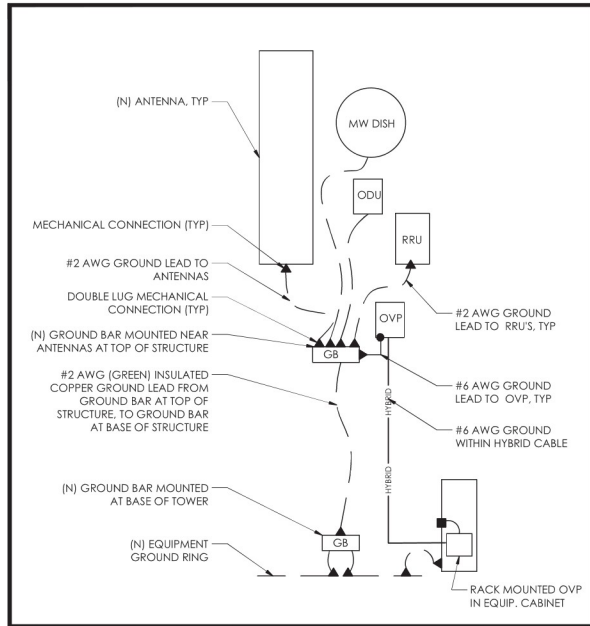 (N) ANTENNA, TYP
MW DISH
ODU
RRU
MECHANICAL CONNECTION (TYP)
#2 AWG GROUND LEAD TO
ANTENNAS
DOUBLE LUG MECHANICAL
CONNECTION (TYP)
(N) GROUND BAR MOUNTED NEAR
ANTENNAS AT TOP OF STRUCTURE
#2 AWG (GREEN) INSULATED
COPPER GROUND LEAD FROM
GROUND BAR AT TOP OF
STRUCTURE, TO GROUND BAR
AT BASE OF STRUCTURE
(N) GROUND BAR MOUNTED
AT BASE OF TOWER
(N) EQUIPMENT
GROUND RING
GB
GB
OVP
#2 AWG GROUND
LEAD TO RRU'S, TYP
#6 AWG GROUND
LEAD TO OVP, TYP
#6 AWG GROUND
WITHIN HYBRID CABLE
HYBRID
HYBRID
RACK MOUNTED OVP
IN EQUIP. CABINET